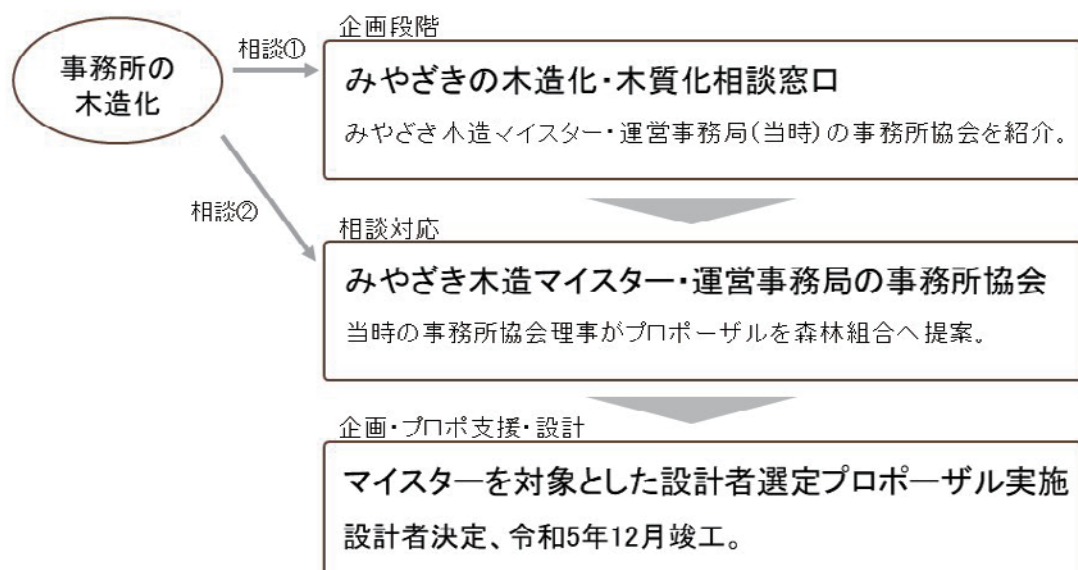 事務所の
木造化
相談①
相談②
企画段階
みやざきの木造化・木質化相談窓口
みやざき木造マイスター・運営事務局(当時)の事務所協会を紹介。
相談対応
みやざき木造マイスター・運営事務局の事務所協会
当時の事務所協会理事がプロポーザルを森林組合へ提案。
企画・プロポ支援・設計
マイスターを対象とした設計者選定プロポーザル実施
設計者決定、令和5年12月竣工。